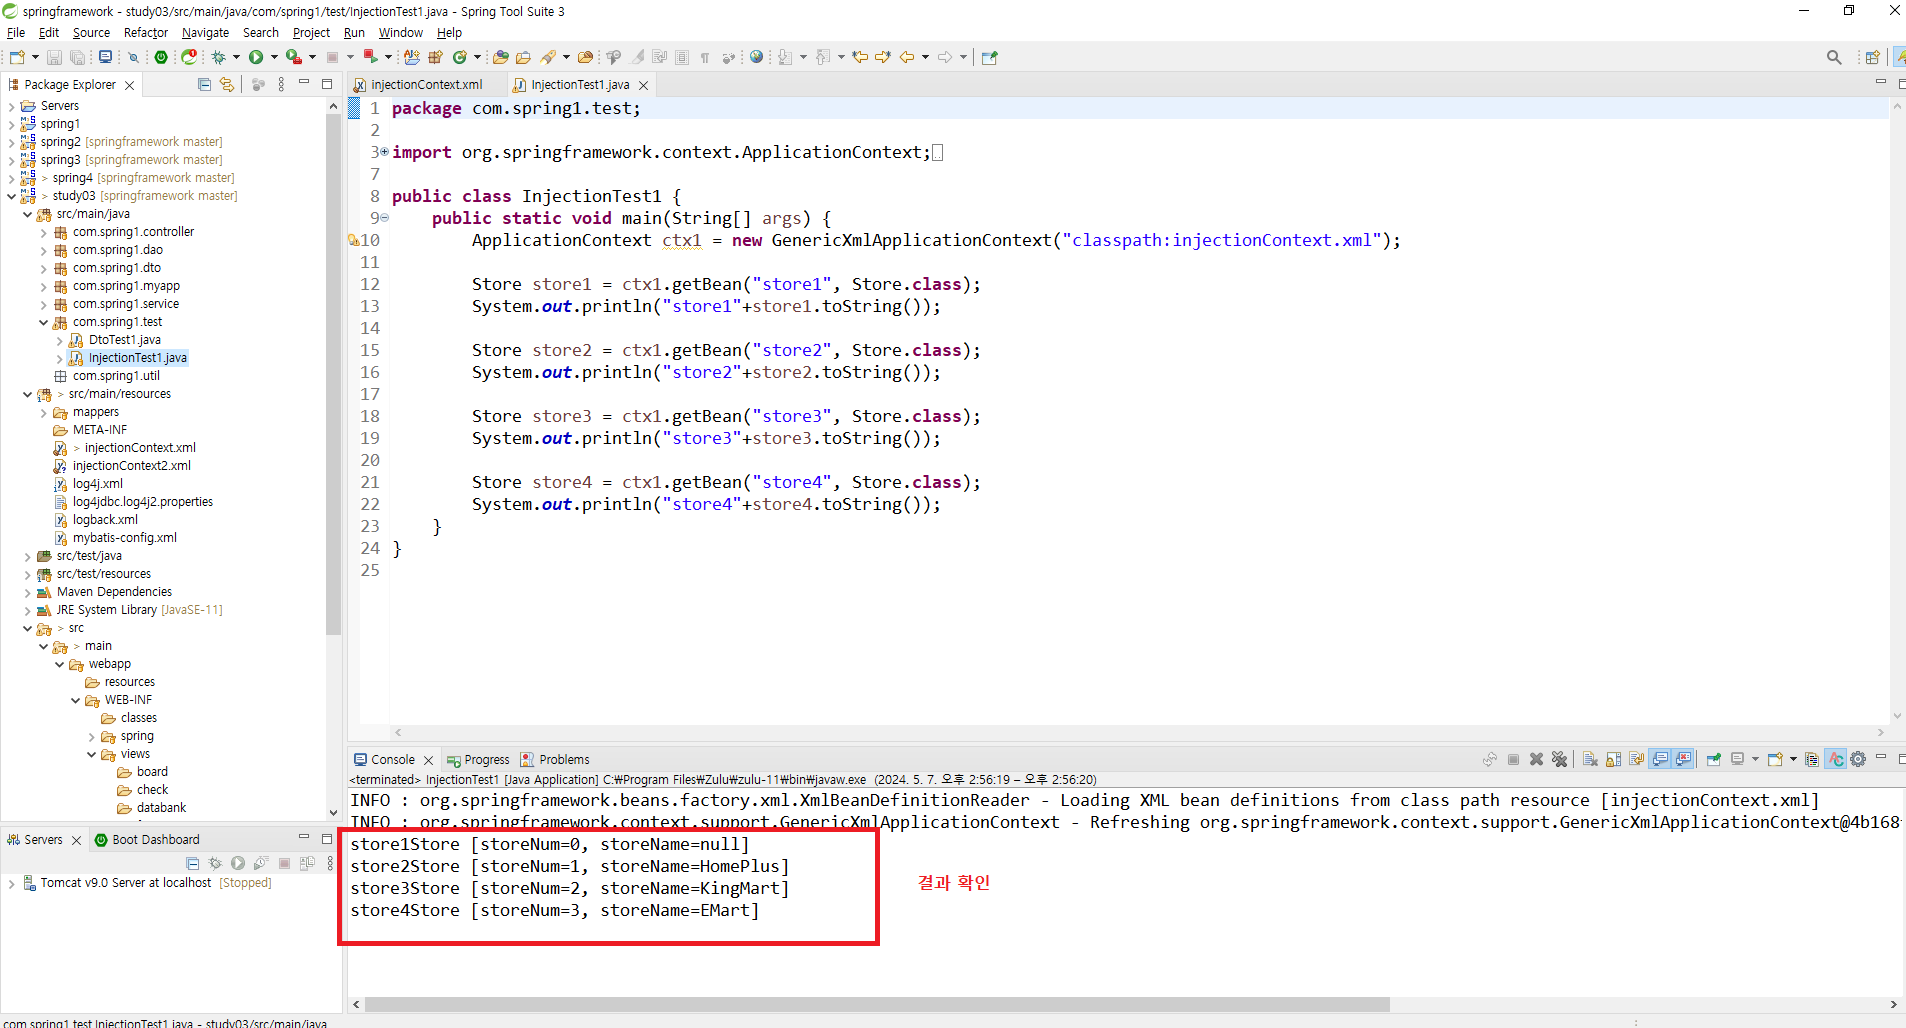 springframework - study03/src/main/java/com/spring1/test/InjectionTest1.java - Spring Tool Suite 3
File Edit Source Refactor Navigate Search Project Run Window Help
Package Explorer
Servers
spring1
spring2 [springframework master]
spring3 [springframework master]
> spring4 [springframework master]
> study03 [springframework master]
src/main/java
com.spring1.controller
com.spring1.dao
com.spring1.dto
com.spring1.myapp
com.spring1.service
com.spring1.test
DtoTest1.java
InjectionTest1.java
com.spring1.util
> src/main/resources
mappers
META-INF
> injectionContext.xml
injectionContext2.xml
log4j.xml
log4jdbc.log4j2.properties
logback.xml
mybatis-config.xml
src/test/java
src/test/resources
Maven Dependencies
JRE System Library [JavaSE-11]
> src
> main
webapp
resources
WEB-INF
classes
spring
views
board
check
databank
Servers Boot Dashboard
Tomcat v9.0 Server at localhost [Stopped]
injectionContext.xml InjectionTest1.java
1 package com.spring1.test;
2
3 import org.springframework.context.ApplicationContext;
7
8 public class InjectionTest1 {
9 public static void main(String[] args) {
10 ApplicationContext ctx1 = new GenericXmlApplicationContext("classpath:injectionContext.xml");
11
12 Store store1 = ctx1.getBean("store1", Store.class);
13 System.out.println("store1"+store1.toString());
14
15 Store store2 = ctx1.getBean("store2", Store.class);
16 System.out.println("store2"+store2.toString());
17
18 Store store3 = ctx1.getBean("store3", Store.class);
19 System.out.println("store3"+store3.toString());
20
21 Store store4 = ctx1.getBean("store4", Store.class);
22 System.out.println("store4"+store4.toString());
23 }
24 }
25
Console Progress Problems
<terminated> InjectionTest1 [Java Application] C:₩Program Files₩Zulu₩zulu-11₩bin₩javaw.exe (2024. 5. 7. 오후 2:56:19 – 오후 2:56:20)
INFO : org.springframework.beans.factory.xml.XmlBeanDefinitionReader - Loading XML bean definitions from class path resource [injectionContext.xml]
INFO : org.springframework.context.support.GenericXmlApplicationContext - Refreshing org.springframework.context.support.GenericXmlApplicationContext@4b168
store1Store [storeNum=0, storeName=null]
store2Store [storeNum=1, storeName=HomePlus]
store3Store [storeNum=2, storeName=KingMart]
store4Store [storeNum=3, storeName=EMart]
결과 확인
com.spring1.test.InjectionTest1.java - study03/src/main/java